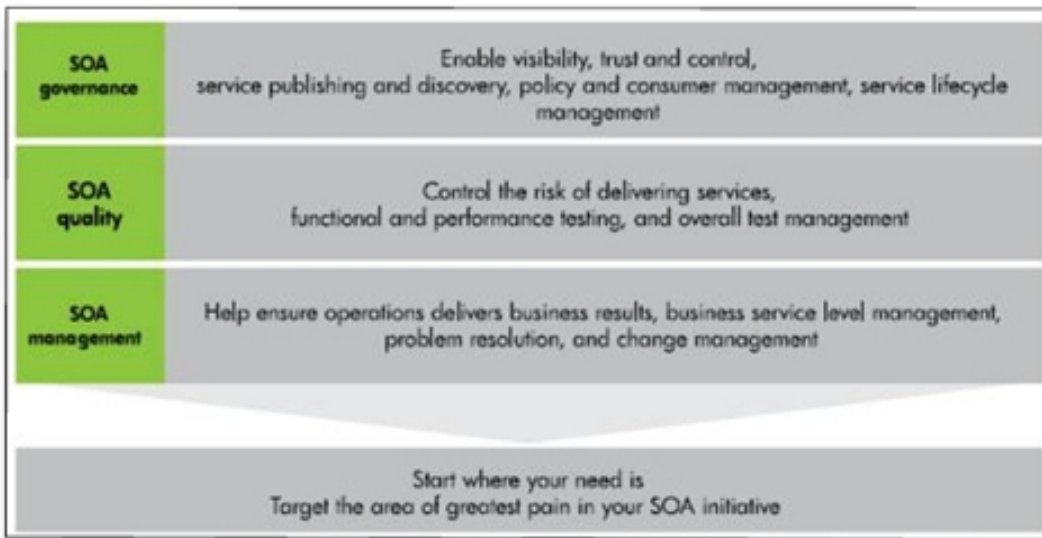 SOA
governance
Enable visibility, trust and control,
service publishing and discovery, policy and consumer management, service lifecycle
management
SOA
quality
Control the risk of delivering services,
functional and performance testing, and overall test management
SOA
management
Help ensure operations delivers business results, business service level management,
problem resolution, and change management
Start where your need is
Target the area of greatest pain in your SOA initiative